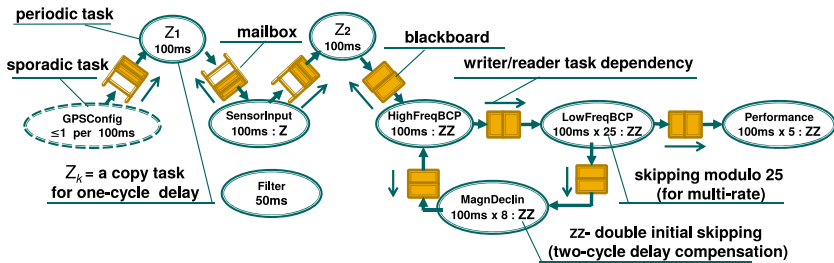 periodic task
Z1
100ms
mailbox
Z2
100ms
blackboard
sporadic task
writer/reader task dependency
GPSConfig
≤1 per 100ms
SensorInput
100ms : Z
HighFreqBCP
100ms : ZZ
LowFreqBCP
100ms x 25 : ZZ
Performance
100ms x 5 : ZZ
Zk = a copy task
for one-cycle delay
Filter
50ms
MagnDeclin
100ms x 8 : ZZ
skipping modulo 25
(for multi-rate)
zz- double initial skipping
(two-cycle delay compensation)